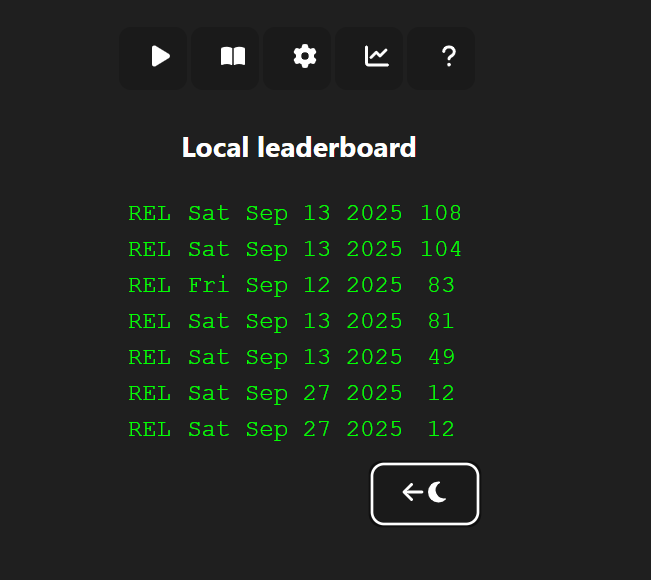 ?
Local leaderboard
REL Sat Sep 13 2025 108
REL Sat Sep 13 2025 104
REL Fri Sep 12 2025 83
REL Sat Sep 13 2025 81
REL Sat Sep 13 2025 49
REL Sat Sep 27 2025 12
REL Sat Sep 27 2025 12